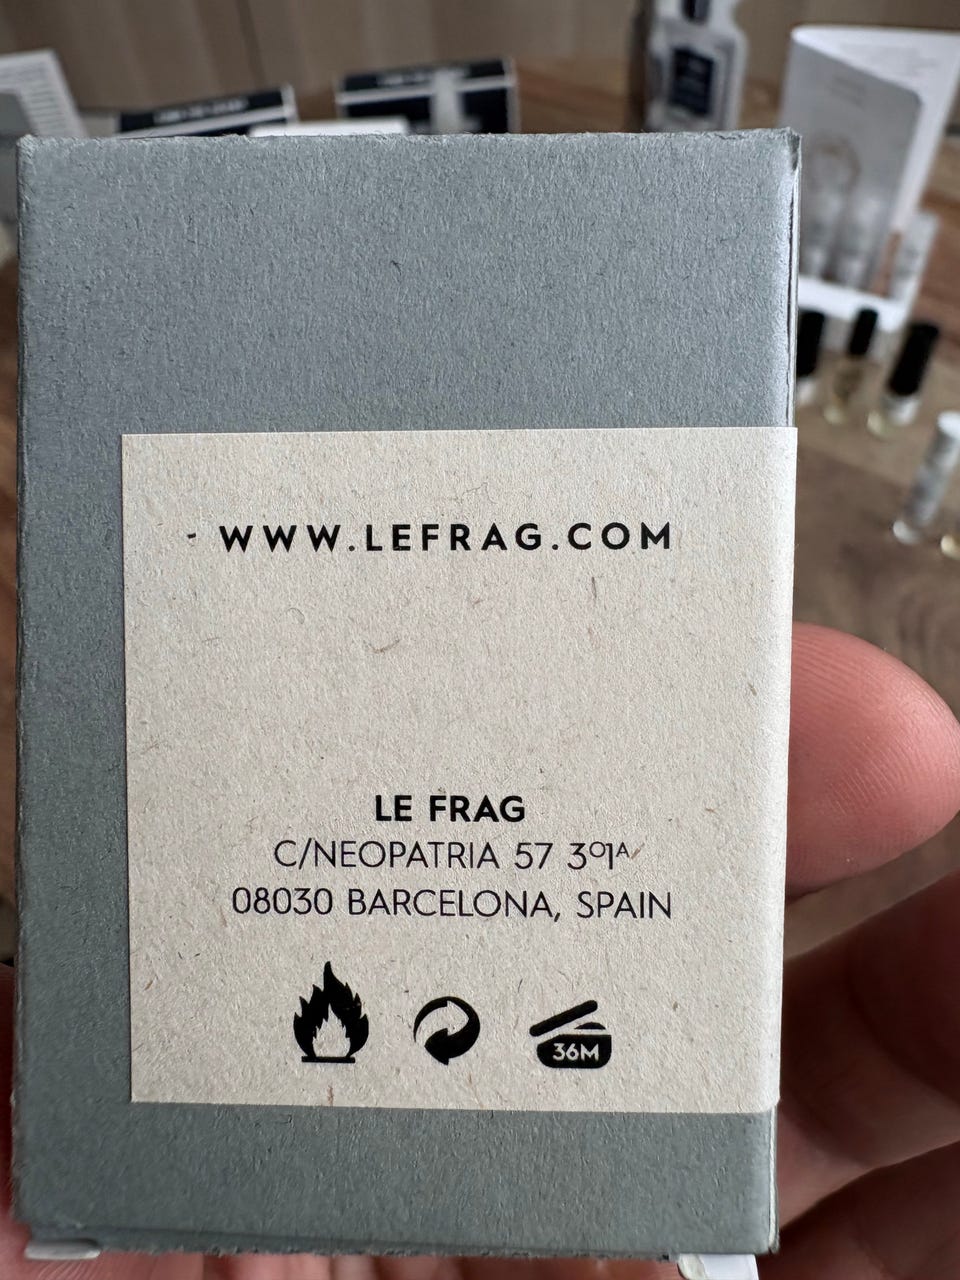 WWW.LEFRAG.COM
LE FRAG
C/NEOPATRIA 57 3º1ª
08030 BARCELONA, SPAIN
36M